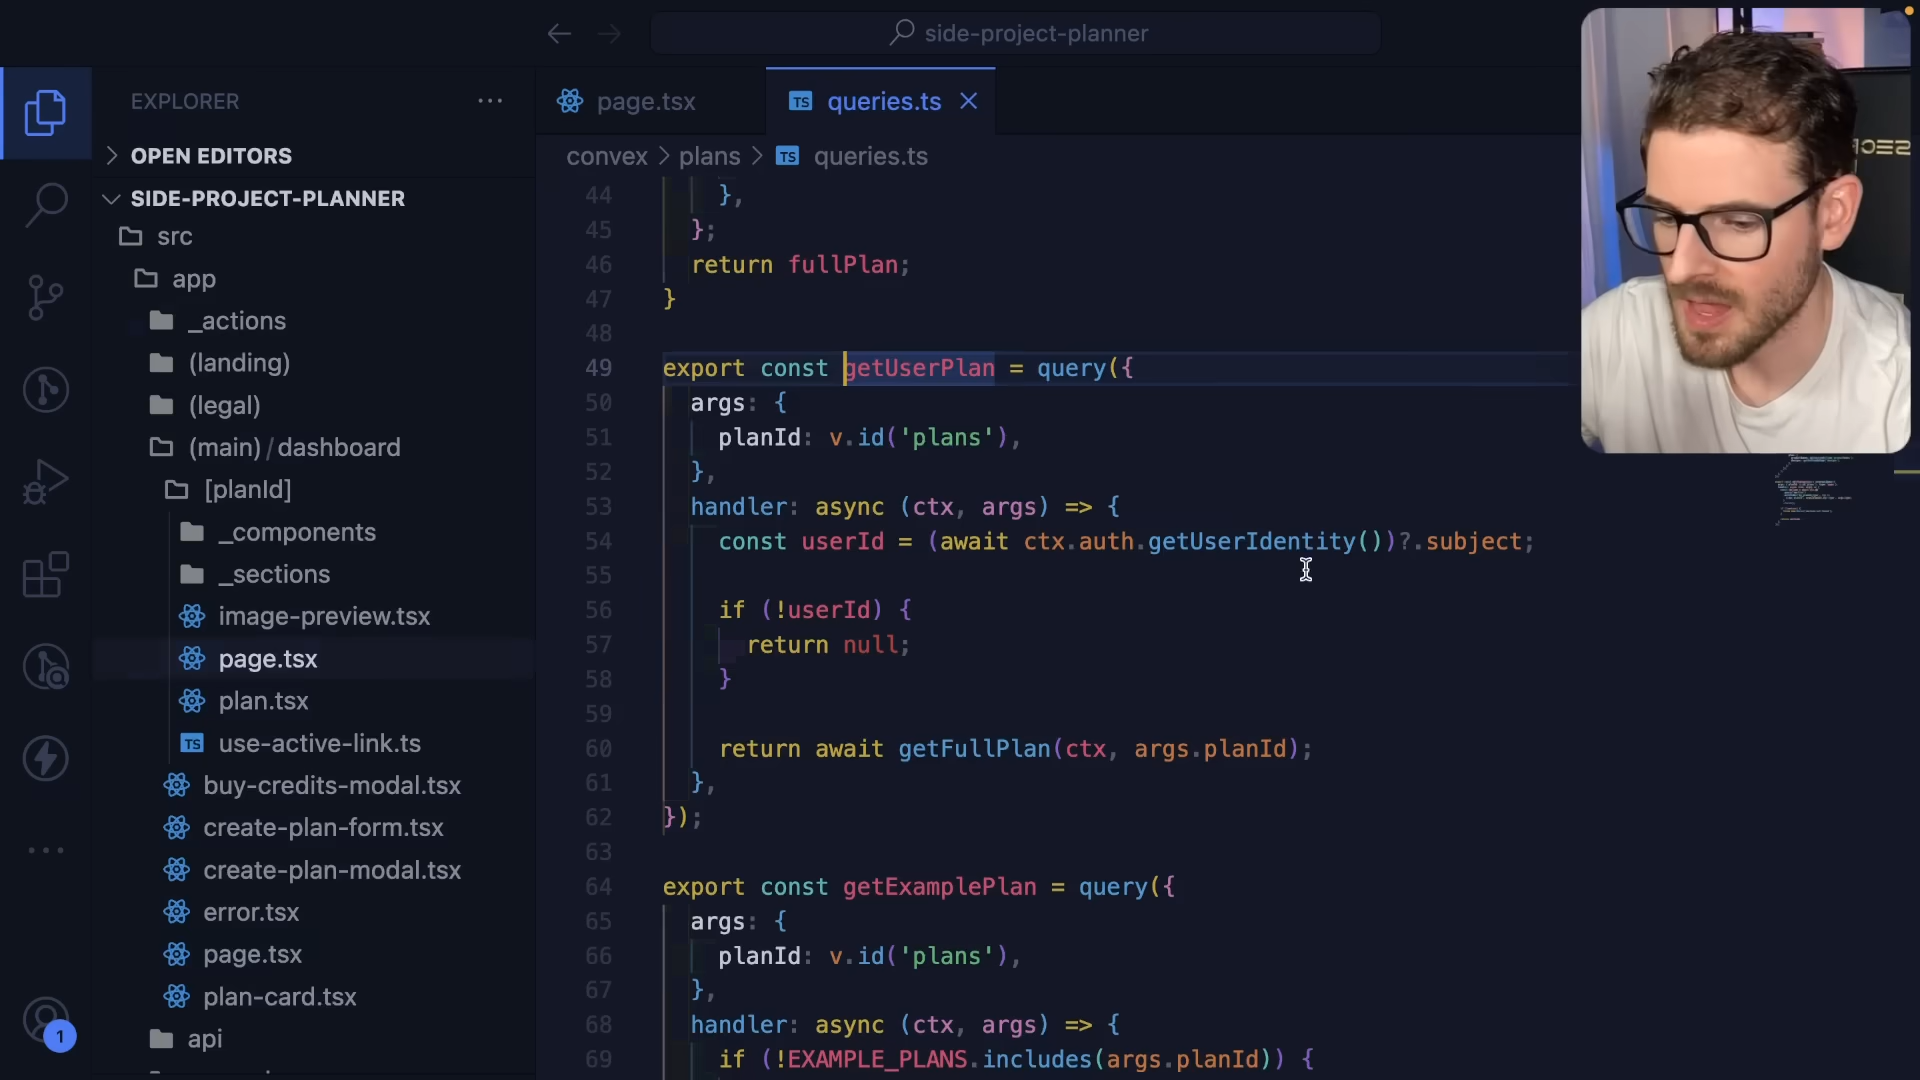 side-project-planner
EXPLORER
OPEN EDITORS
SIDE-PROJECT-PLANNER
src
app
_actions
(landing)
(legal)
(main)/dashboard
[planId]
_components
_sections
image-preview.tsx
page.tsx
plan.tsx
TS use-active-link.ts
buy-credits-modal.tsx
create-plan-form.tsx
create-plan-modal.tsx
error.tsx
page.tsx
plan-card.tsx
api
1
page.tsx
TS queries.ts
convex > plans > TS queries.ts
44 },
45 };
46 return fullPlan;
47 }
48
49 export const getUserPlan = query({
50 args: {
51 planId: v.id('plans'),
52 },
53 handler: async (ctx, args) => {
54 const userId = (await ctx.auth.getUserIdentity())?.subject;
55
56 if (!userId) {
57 return null;
58 }
59
60 return await getFullPlan(ctx, args.planId);
61 },
62 });
63
64 export const getExamplePlan = query({
65 args: {
66 planId: v.id('plans'),
67 },
68 handler: async (ctx, args) => {
69 if (!EXAMPLE_PLANS.includes(args.planId)) {